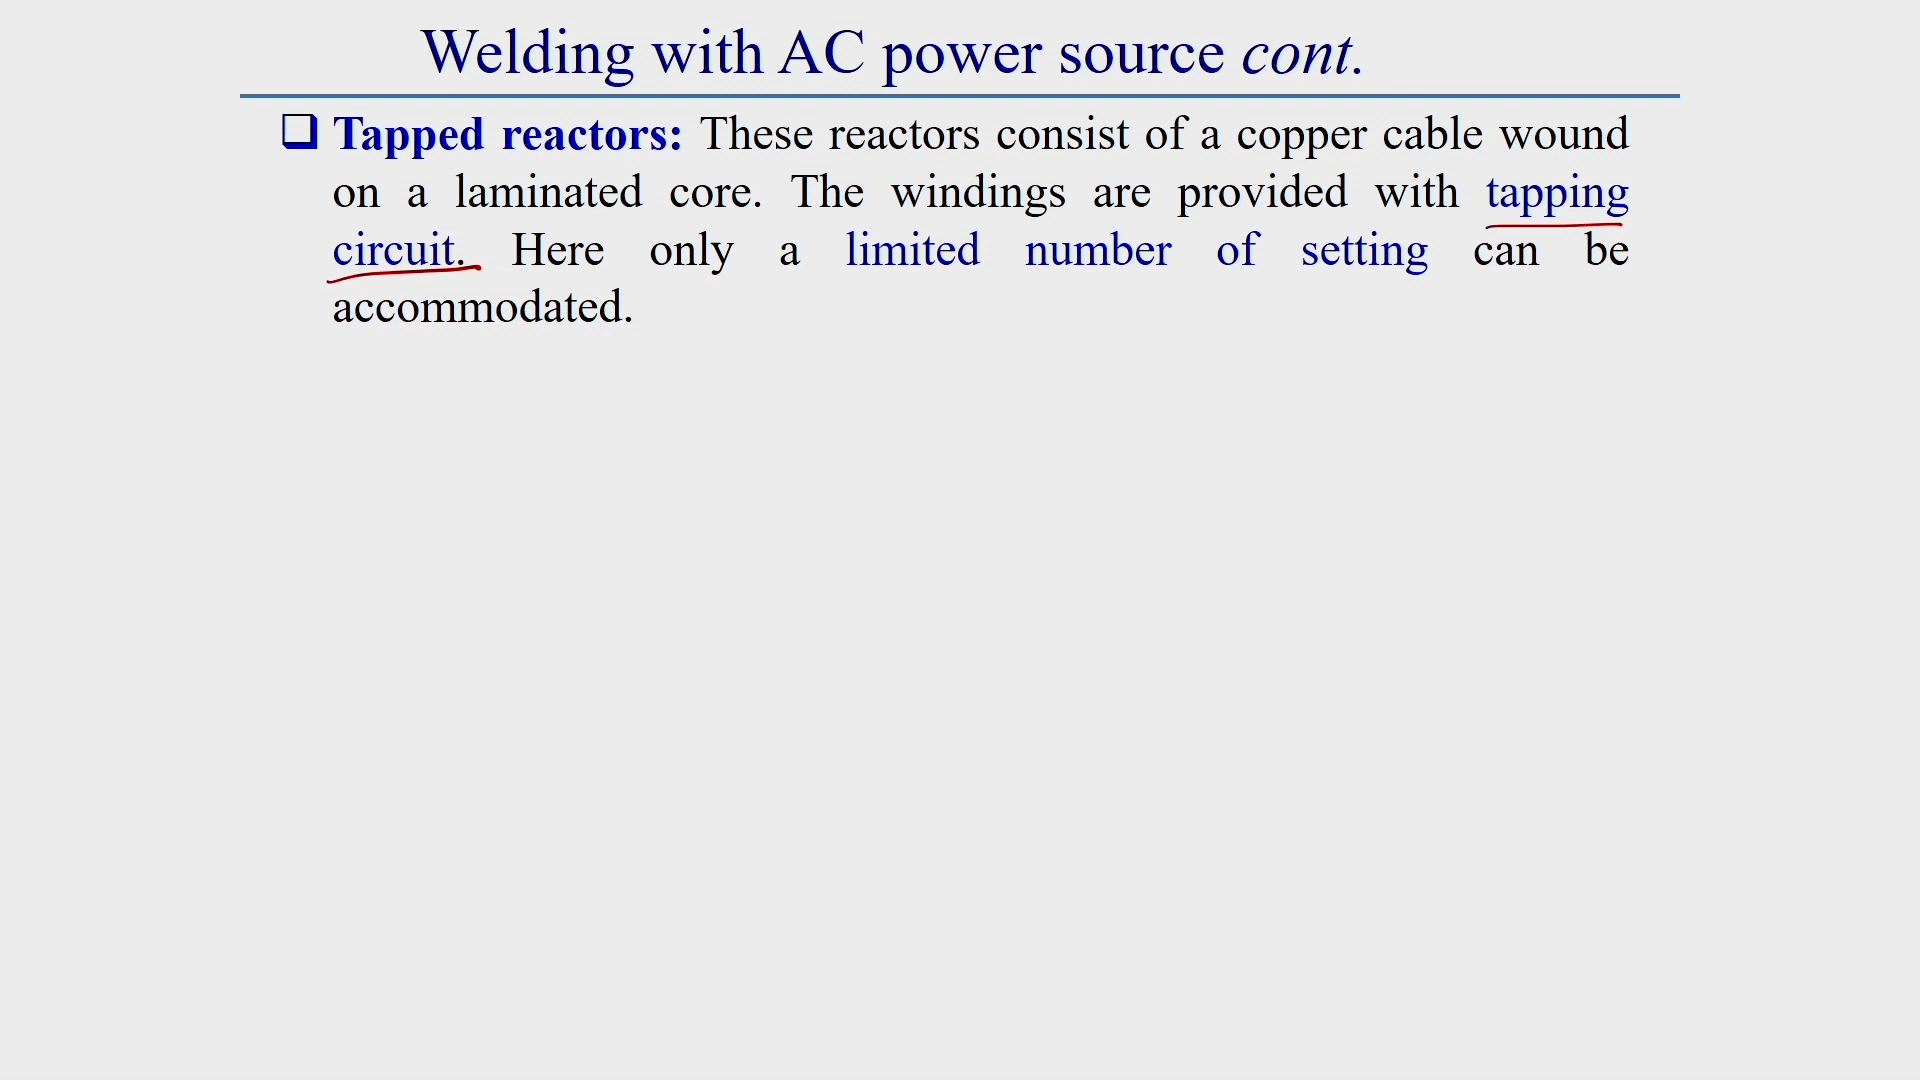 Welding with AC power source cont.
❑ Tapped reactors: These reactors consist of a copper cable wound
on a laminated core. The windings are provided with tapping
circuit. Here only a limited number of setting can be
accommodated.